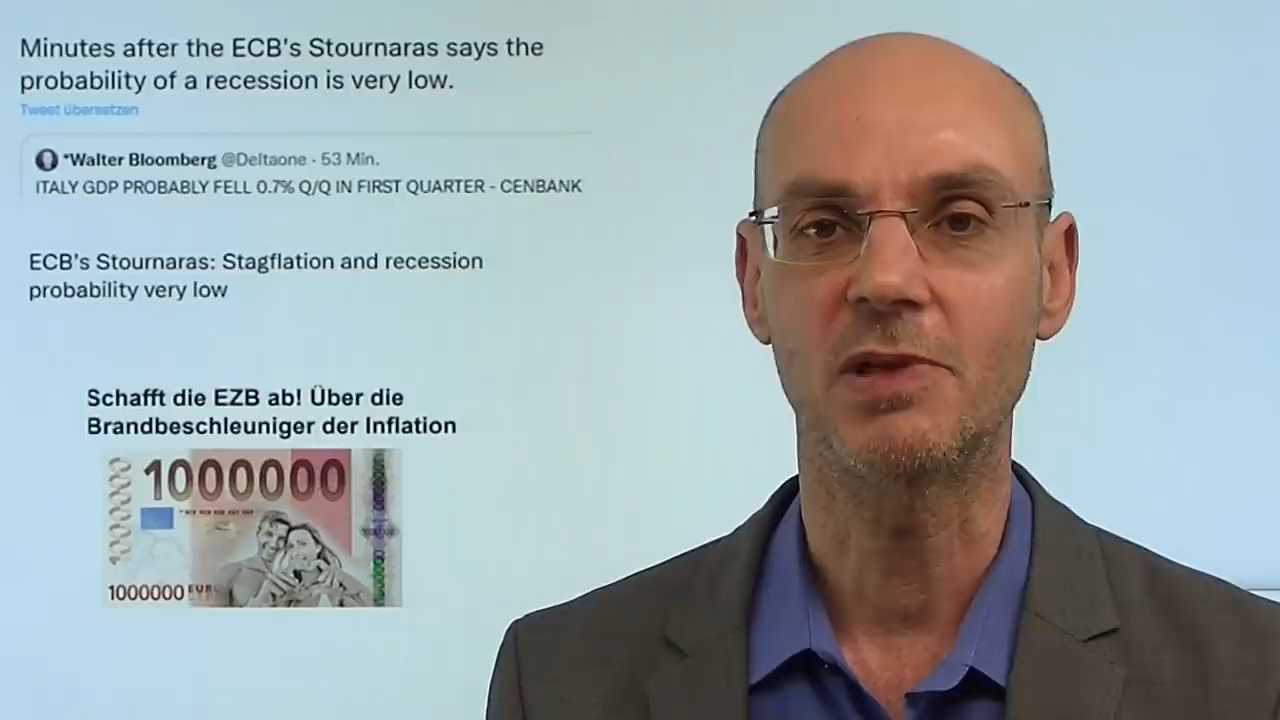 Minutes after the ECB's Stournaras says the
probability of a recession is very low.
Tweet übersetzen
*Walter Bloomberg @Deltaone · 53 Min.
ITALY GDP PROBABLY FELL 0.7% Q/Q IN FIRST QUARTER - CENBANK
ECB's Stournaras: Stagflation and recession
probability very low
Schafft die EZB ab! Über die
Brandbeschleuniger der Inflation
1000000
1000000
1000000 EURO